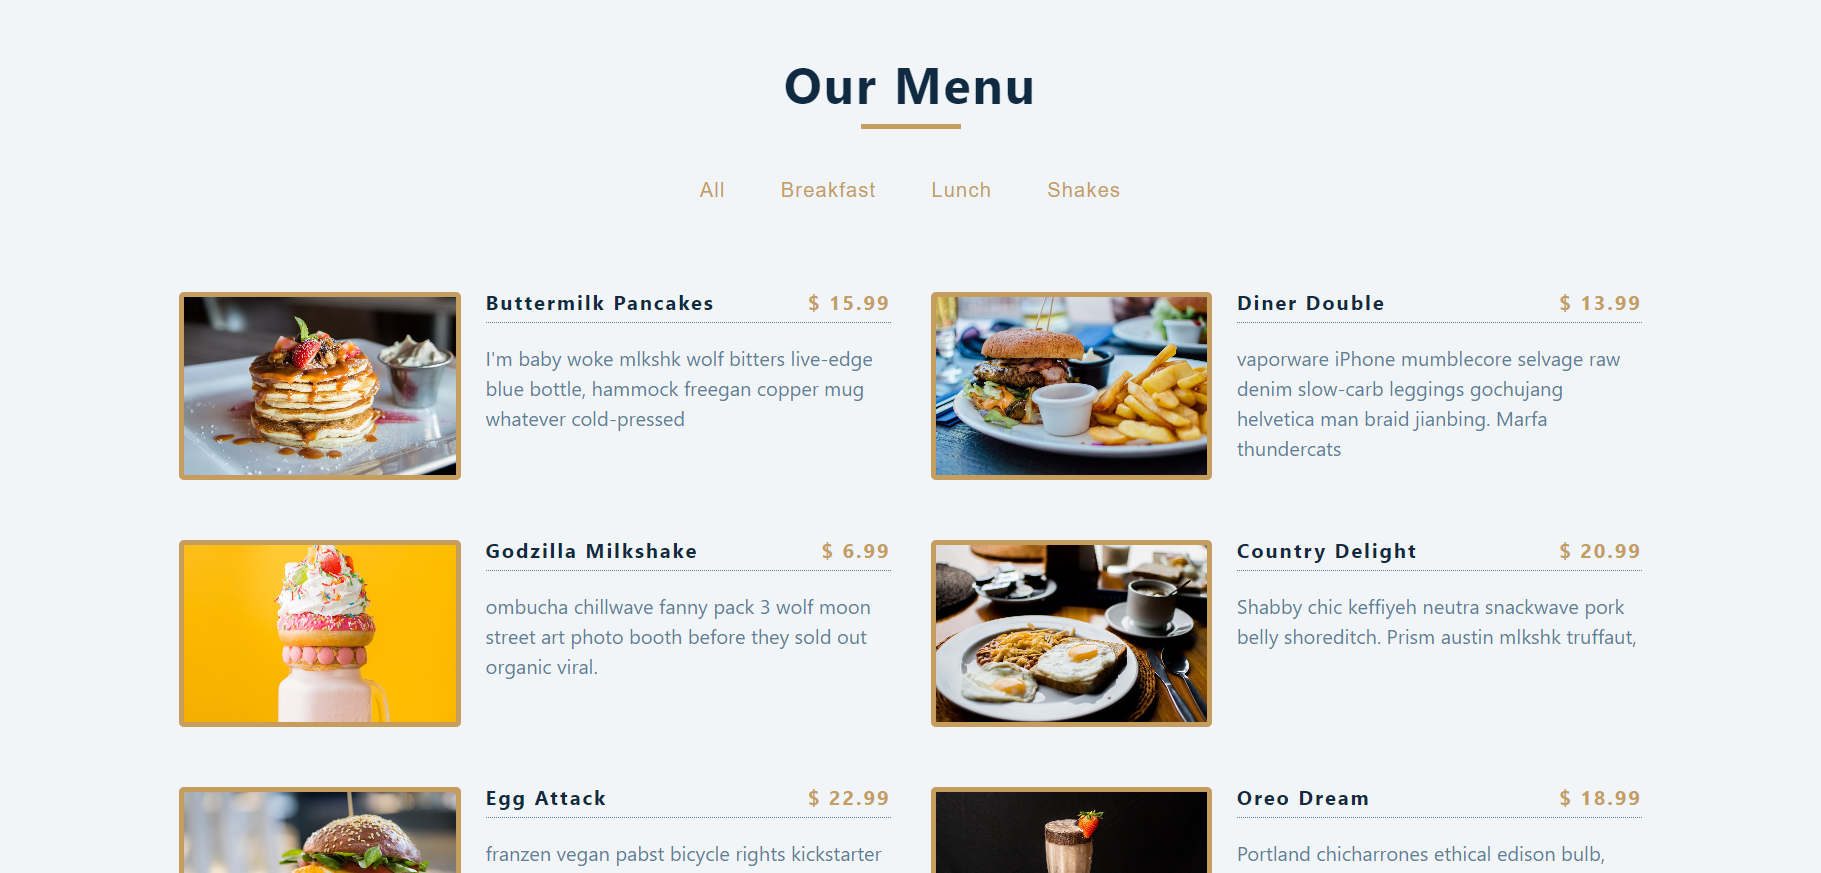 Our Menu
All Breakfast Lunch Shakes
Buttermilk Pancakes $ 15.99
I'm baby woke mlkshk wolf bitters live-edge
blue bottle, hammock freegan copper mug
whatever cold-pressed
Diner Double $ 13.99
vaporware iPhone mumblecore selvage raw
denim slow-carb leggings gochujang
helvetica man braid jianbing. Marfa
thundercats
Godzilla Milkshake $ 6.99
ombucha chillwave fanny pack 3 wolf moon
street art photo booth before they sold out
organic viral.
Country Delight $ 20.99
Shabby chic keffiyeh neutra snackwave pork
belly shoreditch. Prism austin mlkshk truffaut,
Egg Attack $ 22.99
franzen vegan pabst bicycle rights kickstarter
Oreo Dream $ 18.99
Portland chicharrones ethical edison bulb,